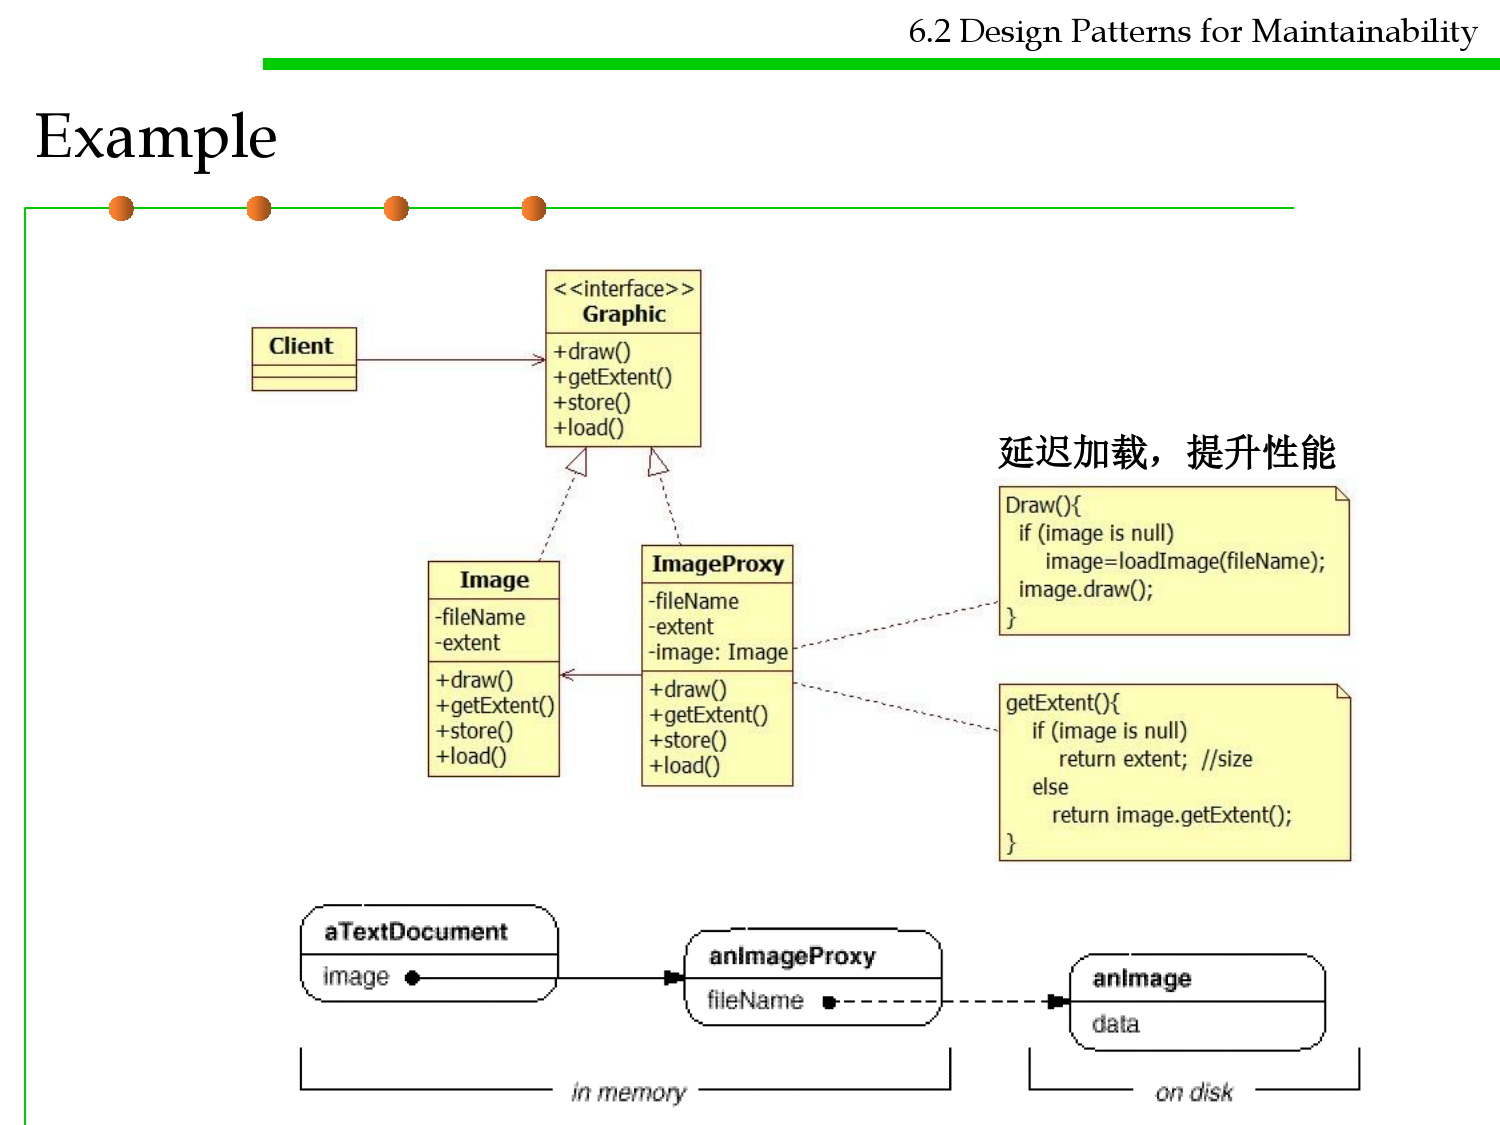 6.2 Design Patterns for Maintainability
Example
<<interface>>
Graphic
+draw()
+getExtent()
+store()
+load()
Client
延迟加载，提升性能
Draw(){
if (image is null)
image=loadImage(fileName);
image.draw();
}
Image
-fileName
-extent
+draw()
+getExtent()
+store()
+load()
ImageProxy
-fileName
-extent
-image: Image
+draw()
+getExtent()
+store()
+load()
getExtent(){
if (image is null)
return extent; //size
else
return image.getExtent();
}
aTextDocument
image
anImageProxy
fileName
anImage
data
in memory
on disk